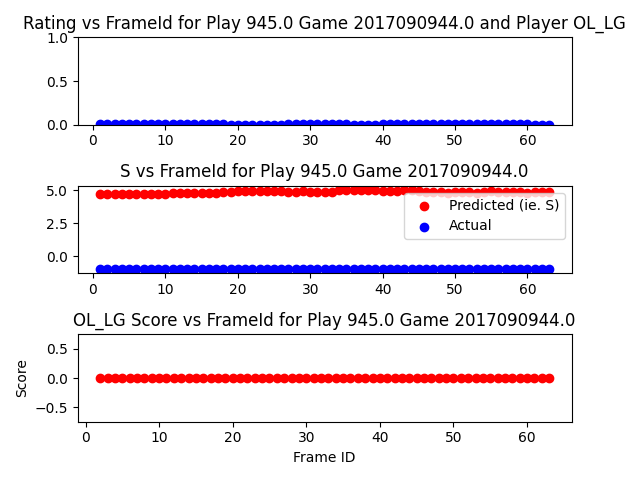 Rating vs FrameId for Play 945.0 Game 2017090944.0 and Player OL_LG
1.0
0.5
0.0
0 10 20 30 40 50 60
S vs FrameId for Play 945.0 Game 2017090944.0
5.0
2.5
0.0
Predicted (ie. S)
Actual
0 10 20 30 40 50 60
OL_LG Score vs FrameId for Play 945.0 Game 2017090944.0
Score
0.5
0.0
−0.5
0 10 20 30 40 50 60
Frame ID